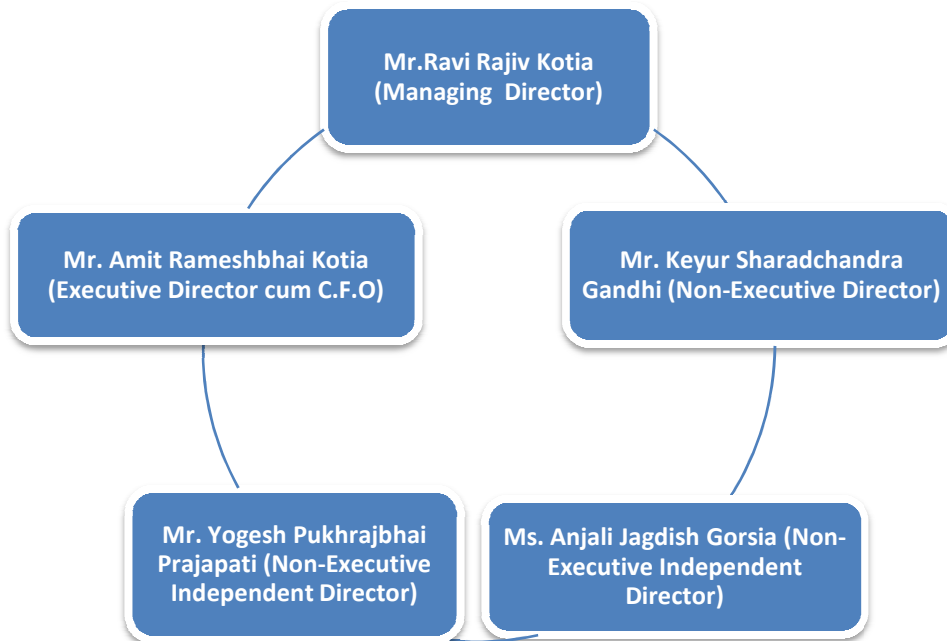 Mr.Ravi Rajiv Kotia
(Managing Director)
Mr. Amit Rameshbhai Kotia
(Executive Director cum C.F.O)
Mr. Keyur Sharadchandra
Gandhi (Non-Executive Director)
Mr. Yogesh Pukhrajbhai
Prajapati (Non-Executive
Independent Director)
Ms. Anjali Jagdish Gorsia (Non-
Executive Independent
Director)